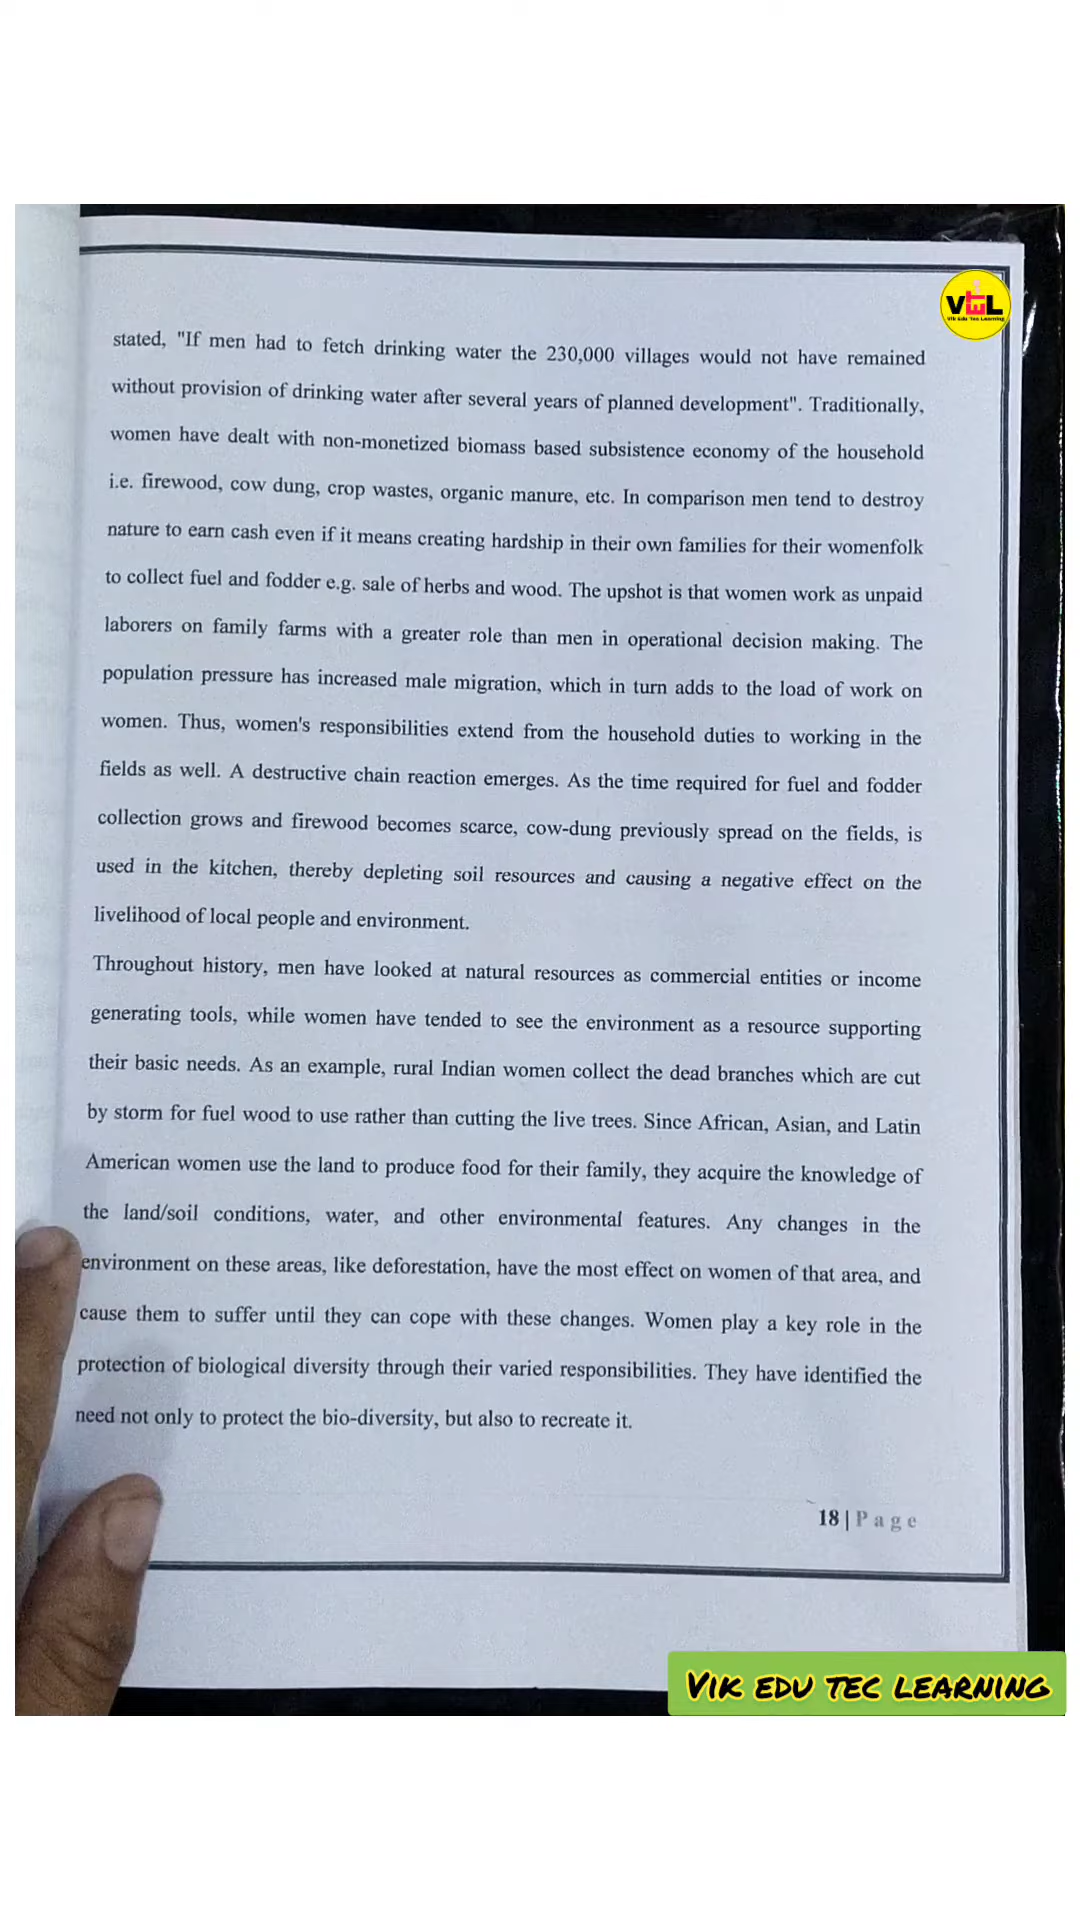 VETL
Vik Edu Tec Learning
stated, "If men had to fetch drinking water the 230,000 villages would not have remained
without provision of drinking water after several years of planned development". Traditionally,
women have dealt with non-monetized biomass based subsistence economy of the household
i.e. firewood, cow dung, crop wastes, organic manure, etc. In comparison men tend to destroy
nature to earn cash even if it means creating hardship in their own families for their womenfolk
to collect fuel and fodder e.g. sale of herbs and wood. The upshot is that women work as unpaid
laborers on family farms with a greater role than men in operational decision making. The
population pressure has increased male migration, which in turn adds to the load of work on
women. Thus, women's responsibilities extend from the household duties to working in the
fields as well. A destructive chain reaction emerges. As the time required for fuel and fodder
collection grows and firewood becomes scarce, cow-dung previously spread on the fields, is
used in the kitchen, thereby depleting soil resources and causing a negative effect on the
livelihood of local people and environment.
Throughout history, men have looked at natural resources as commercial entities or income
generating tools, while women have tended to see the environment as a resource supporting
their basic needs. As an example, rural Indian women collect the dead branches which are cut
by storm for fuel wood to use rather than cutting the live trees. Since African, Asian, and Latin
American women use the land to produce food for their family, they acquire the knowledge of
the land/soil conditions, water, and other environmental features. Any changes in the
environment on these areas, like deforestation, have the most effect on women of that area, and
cause them to suffer until they can cope with these changes. Women play a key role in the
protection of biological diversity through their varied responsibilities. They have identified the
need not only to protect the bio-diversity, but also to recreate it.
18 | Page
VIK EDU TEC LEARNING